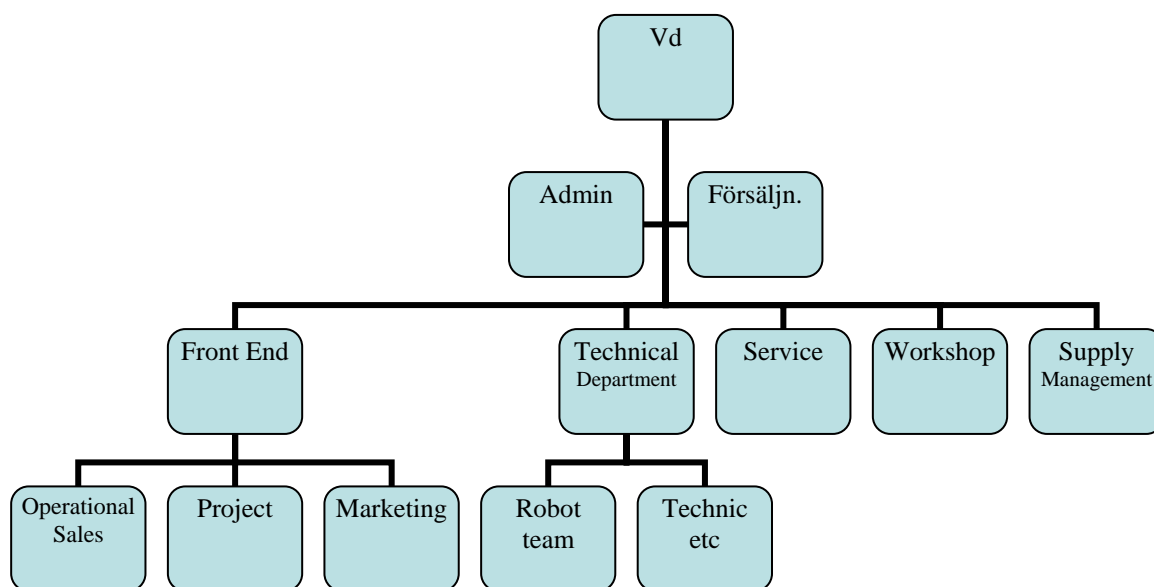 Vd
Admin
Försäljn.
Front End
Technical
Department
Service
Workshop
Supply
Management
Operational
Sales
Project
Marketing
Robot
team
Technic
etc